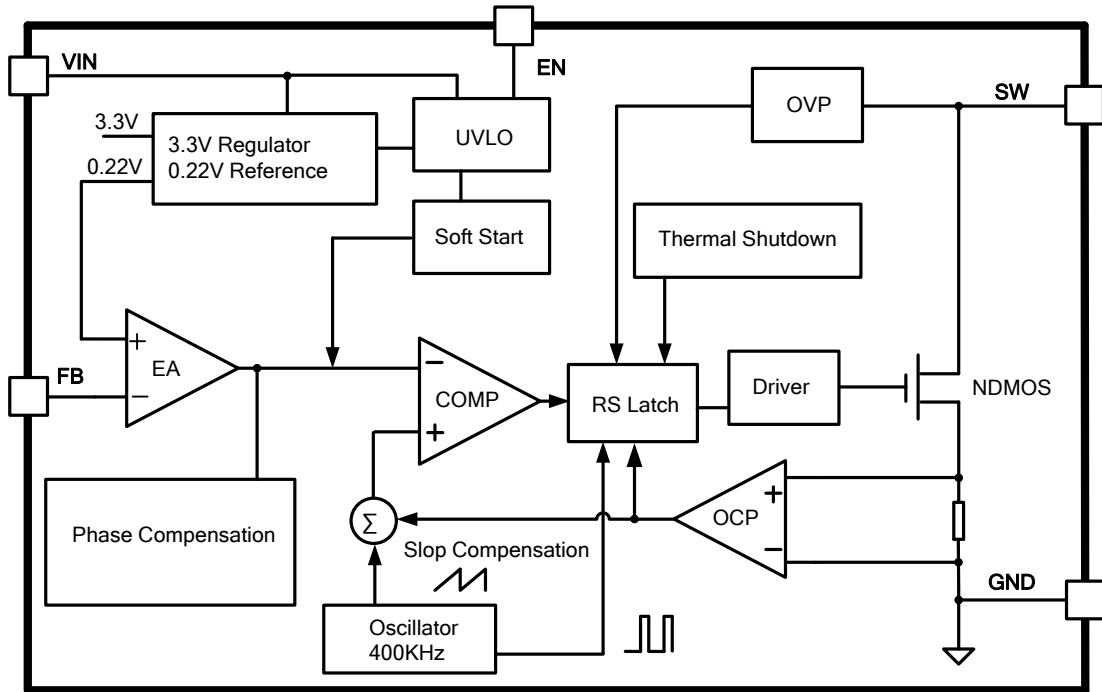 VIN
EN
SW
OVP
3.3V
3.3V Regulator
0.22V Reference
0.22V
UVLO
Soft Start
Thermal Shutdown
+
EA
−
FB
−
COMP
+
RS Latch
Driver
NDMOS
Phase Compensation
Σ
Slop Compensation
+
OCP
−
GND
Oscillator
400KHz